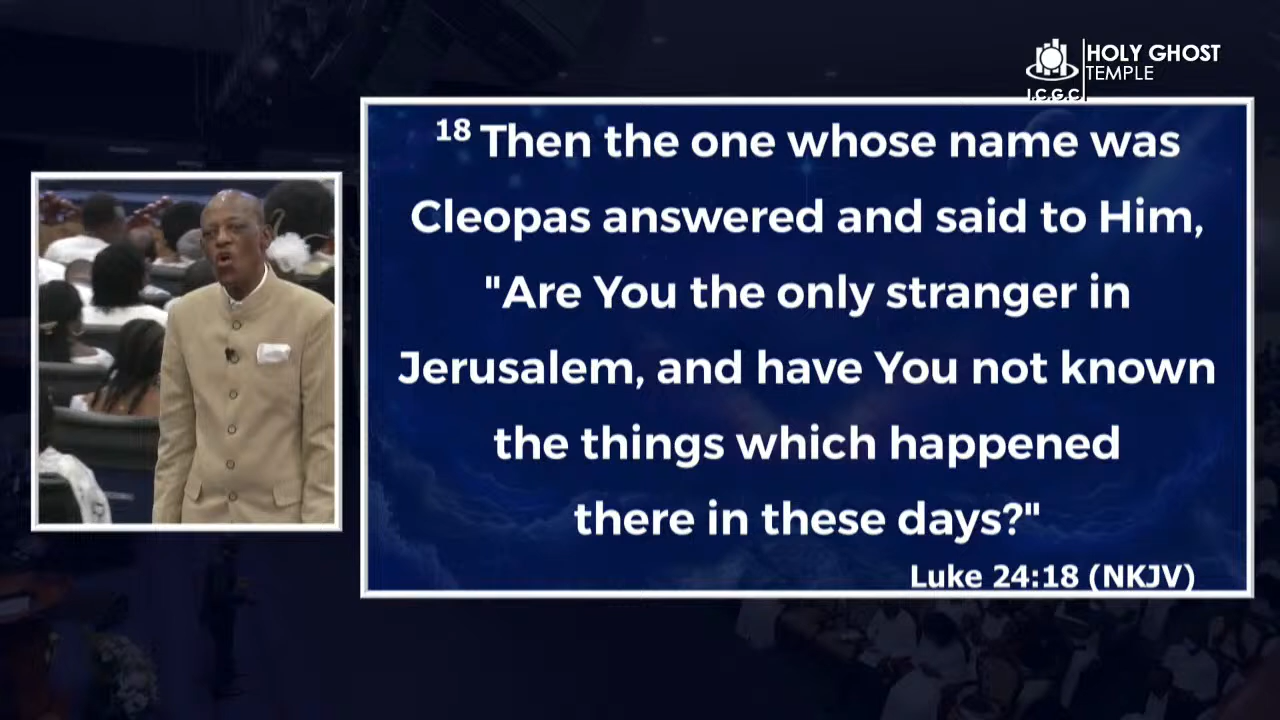 HOLY GHOST
TEMPLE
I.C.G.C
18 Then the one whose name was
Cleopas answered and said to Him,
"Are You the only stranger in
Jerusalem, and have You not known
the things which happened
there in these days?"
Luke 24:18 (NKJV)